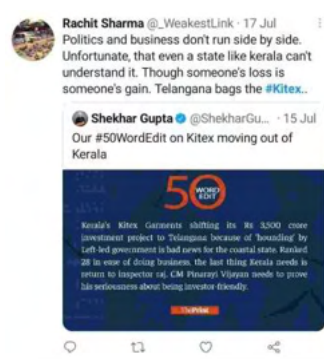 Rachit Sharma @_WeakestLink · 17 Jul
Politics and business don't run side by side.
Unfortunate, that even a state like kerala can't
understand it. Though someone's loss is
someone's gain. Telangana bags the #Kitex..
Shekhar Gupta @ShekharGu... · 15 Jul
Our #50WordEdit on Kitex moving out of
Kerala
50 WORD
EDIT
Kerala's Kitex Garments shifting its Rs 3,500 crore
investment project to Telangana because of 'hounding' by
Left-led government is bad news for the coastal state. Ranked
28 in ease of doing business, the last thing Kerala needs is
return to inspector raj. CM Pinarayi Vijayan needs to prove
his seriousness about being investor-friendly.
ThePrint